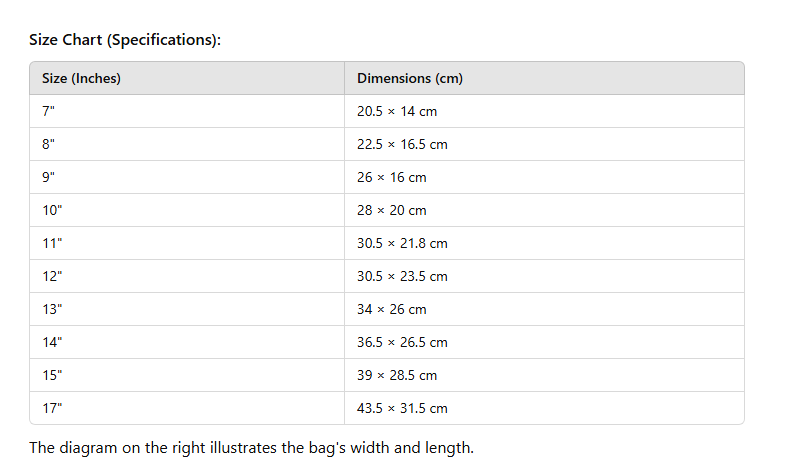 Size Chart (Specifications):
Size (Inches) Dimensions (cm)
7" 20.5 × 14 cm
8" 22.5 × 16.5 cm
9" 26 × 16 cm
10" 28 × 20 cm
11" 30.5 × 21.8 cm
12" 30.5 × 23.5 cm
13" 34 × 26 cm
14" 36.5 × 26.5 cm
15" 39 × 28.5 cm
17" 43.5 × 31.5 cm
The diagram on the right illustrates the bag's width and length.